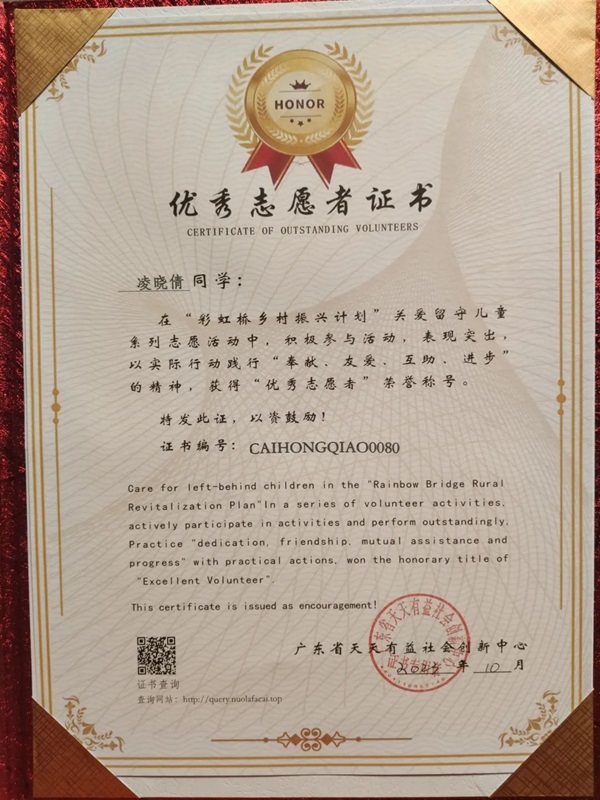 HONOR
优秀志愿者证书
CERTIFICATE OF OUTSTANDING VOLUNTEERS
凌晓倩同学：
在“彩虹桥乡村振兴计划”关爱留守儿童
系列志愿活动中，积极参与活动，表现突出，
以实际行动践行“奉献、友爱、互助、进步”
的精神，获得“优秀志愿者”荣誉称号。
特发此证，以资鼓励！
证书编号：CAIHONGQIAO0080
Care for left-behind children in the "Rainbow Bridge Rural
Revitalization Plan"In a series of volunteer activities,
actively participate in activities and perform outstandingly,
Practice "dedication, friendship, mutual assistance and
progress" with practical actions, won the honorary title of
"Excellent Volunteer".
This certificate is issued as encouragement!
广东省天天有益社会创新中心
年 10 月
证书查询
查询网站：http://query.nuolafacai.top